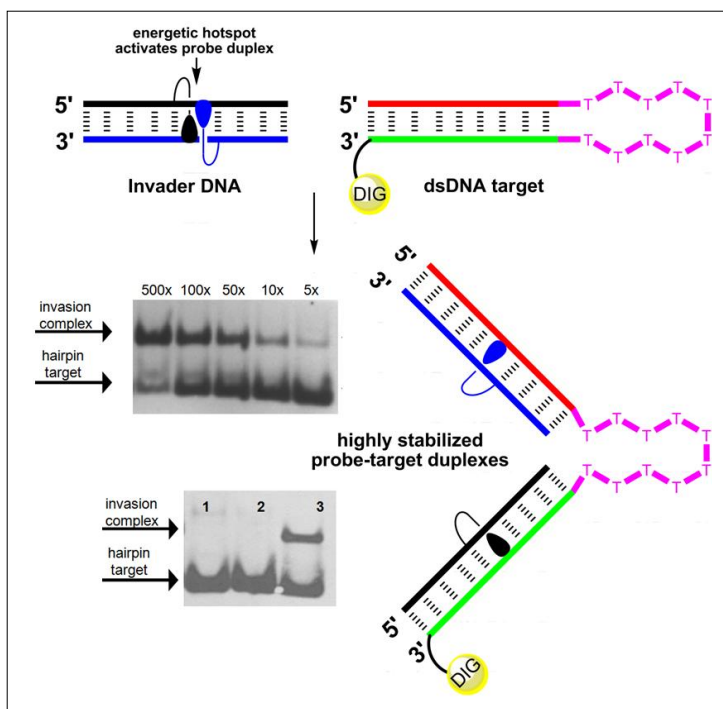 energetic hotspot
activates probe duplex
5'
3'
Invader DNA
T T T
T
T T T
DIG
dsDNA target
500x 100x 50x 10x 5x
invasion
complex
hairpin
target
5'
3'
T T T
T
T T T
highly stabilized
probe-target duplexes
1 2 3
invasion
complex
hairpin
target
5'
3'
DIG